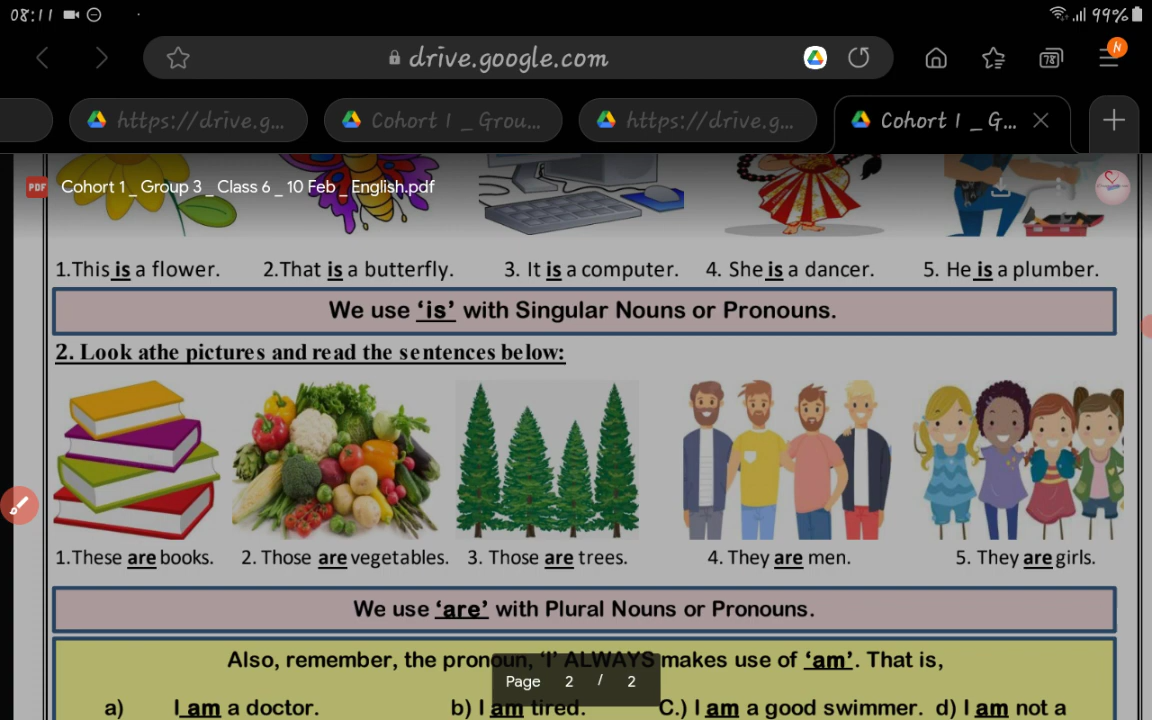 08:11 99%
drive.google.com 78 N
https://drive.g... Cohort 1 _ Grou... https://drive.g... Cohort 1 _ G...
PDF Cohort 1 _ Group 3 _ Class 6 _ 10 Feb _ English.pdf
1.This is a flower. 2.That is a butterfly. 3. It is a computer. 4. She is a dancer. 5. He is a plumber.
We use ‘is’ with Singular Nouns or Pronouns.
2. Look athe pictures and read the sentences below:
1.These are books. 2. Those are vegetables. 3. Those are trees. 4. They are men. 5. They are girls.
We use ‘are’ with Plural Nouns or Pronouns.
Also, remember, the pronoun, ‘I’ ALWAYS makes use of ‘am’. That is,
Page 2 / 2
a) I am a doctor. b) I am tired. C.) I am a good swimmer. d) I am not a